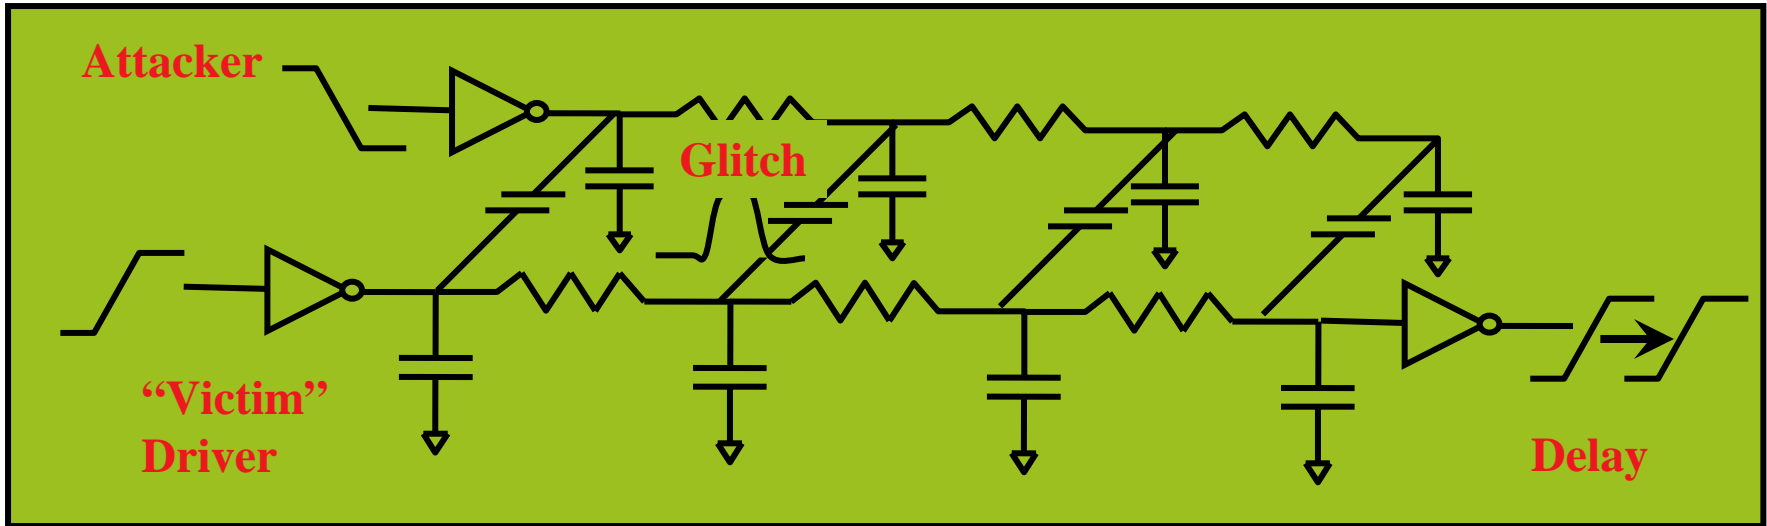 Attacker
Glitch
“Victim”
Driver
Delay